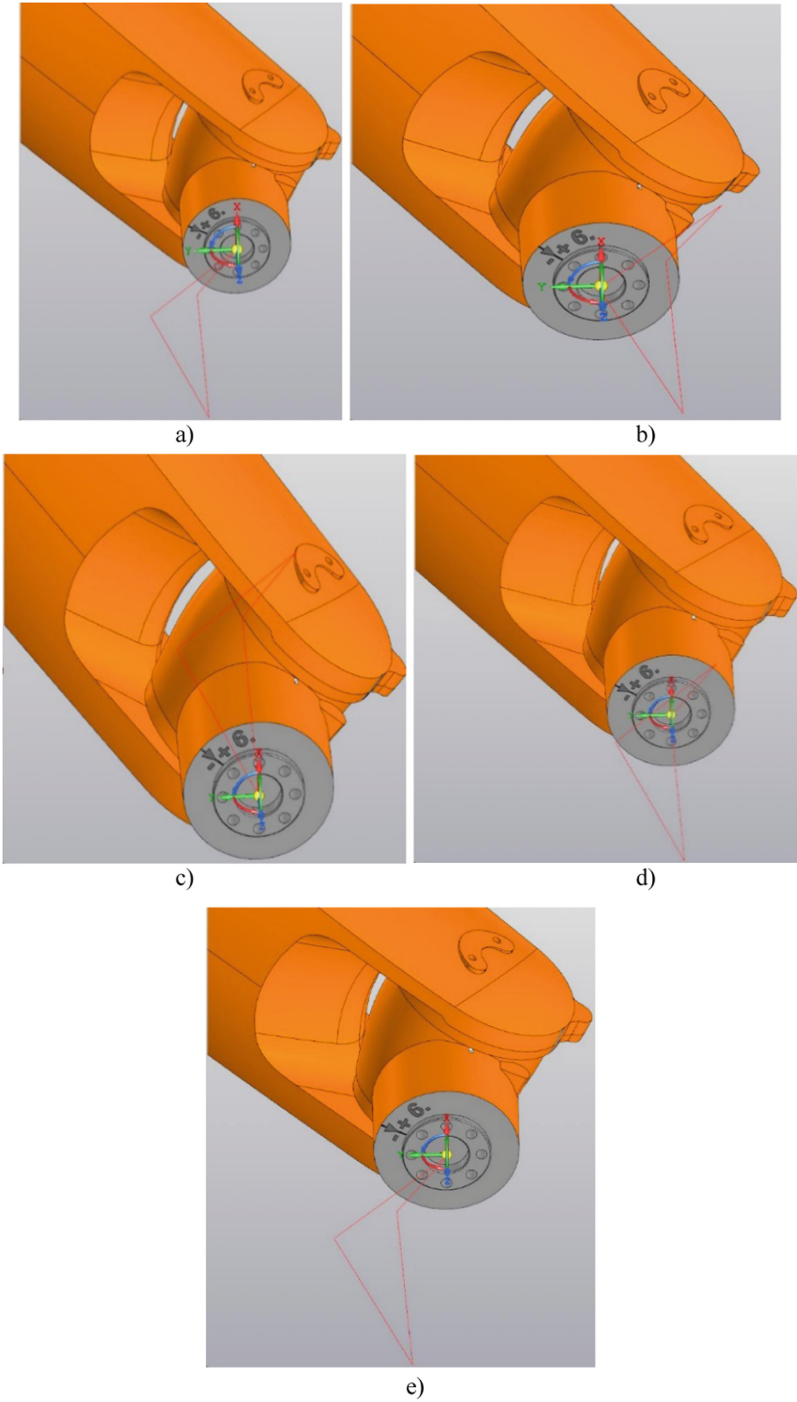 - + 6.
X
Y
Z
a)
- + 6.
X
Y
Z
b)
- + 6.
X
Y
Z
c)
- + 6.
X
Y
Z
d)
- + 6.
X
Y
Z
e)